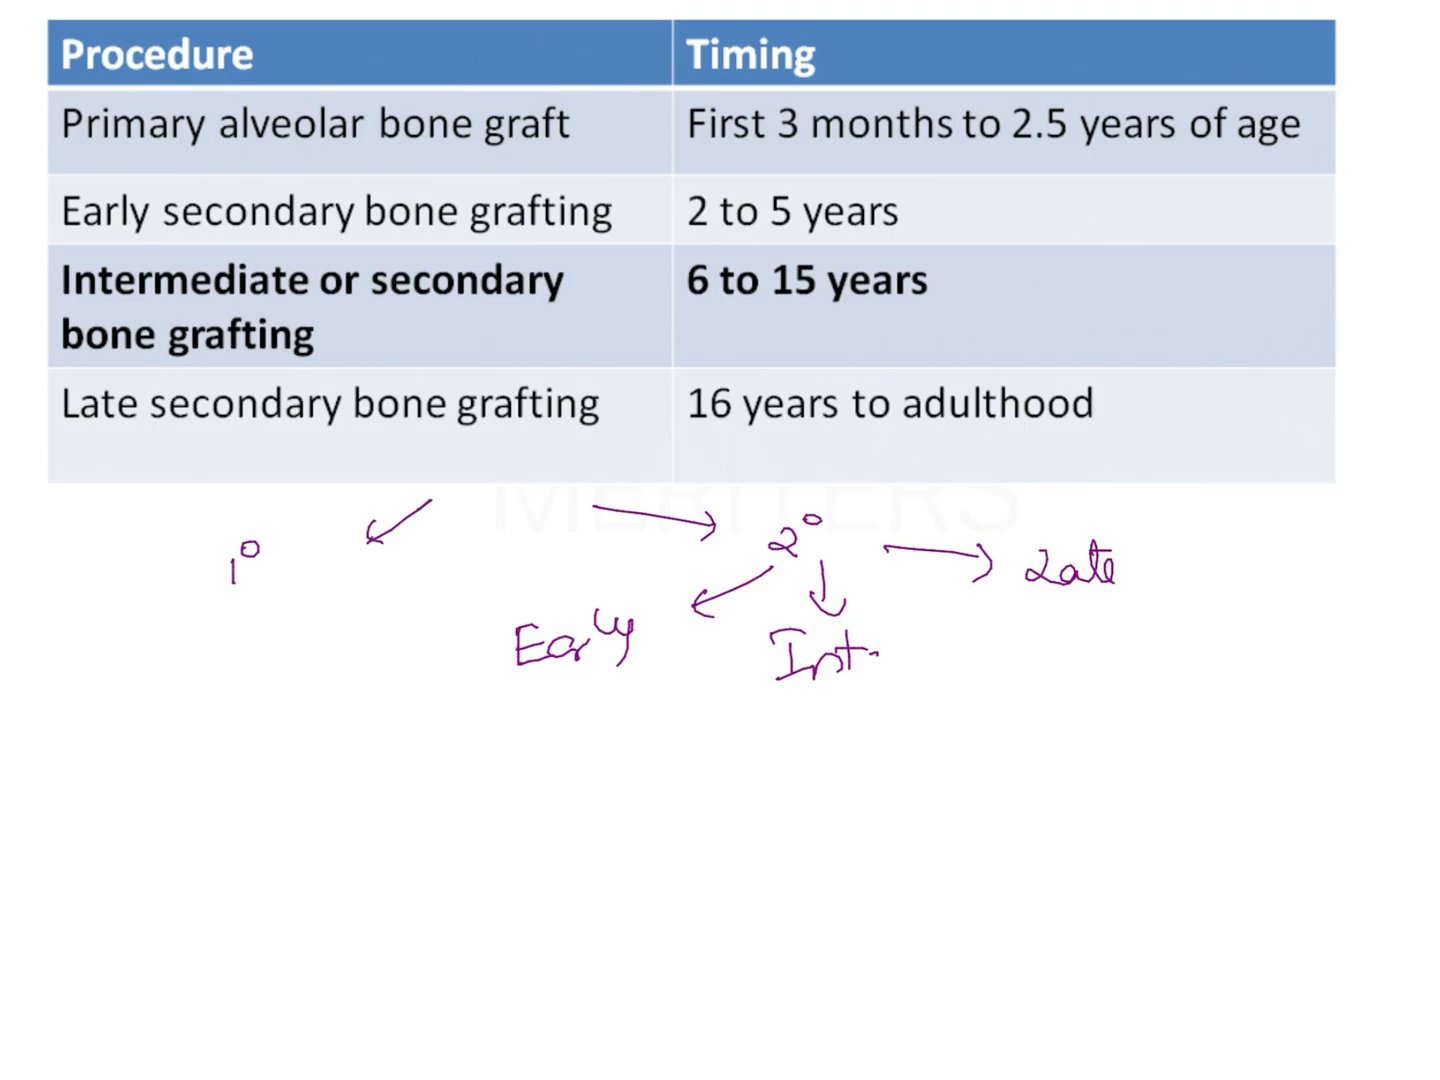 Procedure Timing
Primary alveolar bone graft First 3 months to 2.5 years of age
Early secondary bone grafting 2 to 5 years
Intermediate or secondary 6 to 15 years
bone grafting
Late secondary bone grafting 16 years to adulthood
MERITERS
1° 2° Late
Early Int.